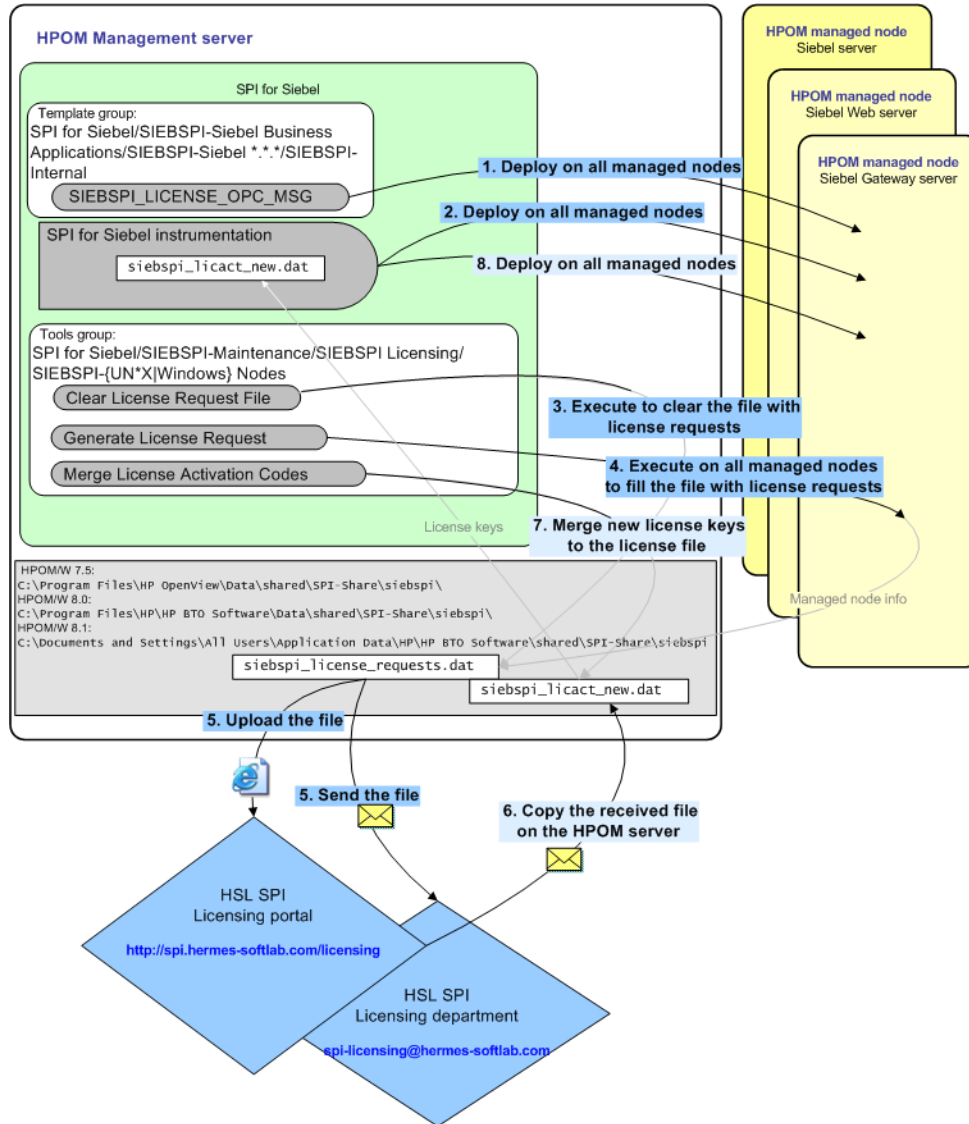 HPOM Management server
SPI for Siebel
Template group:
SPI for Siebel/SIEBSPI-Siebel Business
Applications/SIEBSPI-Siebel *.*.*/SIEBSPI-
Internal
SIEBSPI_LICENSE_OPC_MSG
SPI for Siebel instrumentation
siebspi_licact_new.dat
Tools group:
SPI for Siebel/SIEBSPI-Maintenance/SIEBSPI Licensing/
SIEBSPI-{UN*X|Windows} Nodes
Clear License Request File
Generate License Request
Merge License Activation Codes
HPOM managed node
Siebel server
HPOM managed node
Siebel Web server
HPOM managed node
Siebel Gateway server
1. Deploy on all managed nodes
2. Deploy on all managed nodes
8. Deploy on all managed nodes
3. Execute to clear the file with
license requests
4. Execute on all managed nodes
to fill the file with license requests
License keys
7. Merge new license keys
to the license file
Managed node info
HPOM/W 7.5:
C:\Program Files\HP OpenView\Data\shared\SPI-Share\siebspi\
HPOM/W 8.0:
C:\Program Files\HP\HP BTO Software\Data\shared\SPI-Share\siebspi\
HPOM/W 8.1:
C:\Documents and Settings\All Users\Application Data\HP\HP BTO Software\shared\SPI-Share\siebspi
siebspi_license_requests.dat
siebspi_licact_new.dat
5. Upload the file
5. Send the file
6. Copy the received file
on the HPOM server
HSL SPI
Licensing portal
http://spi.hermes-softlab.com/licensing
HSL SPI
Licensing department
spi-licensing@hermes-softlab.com